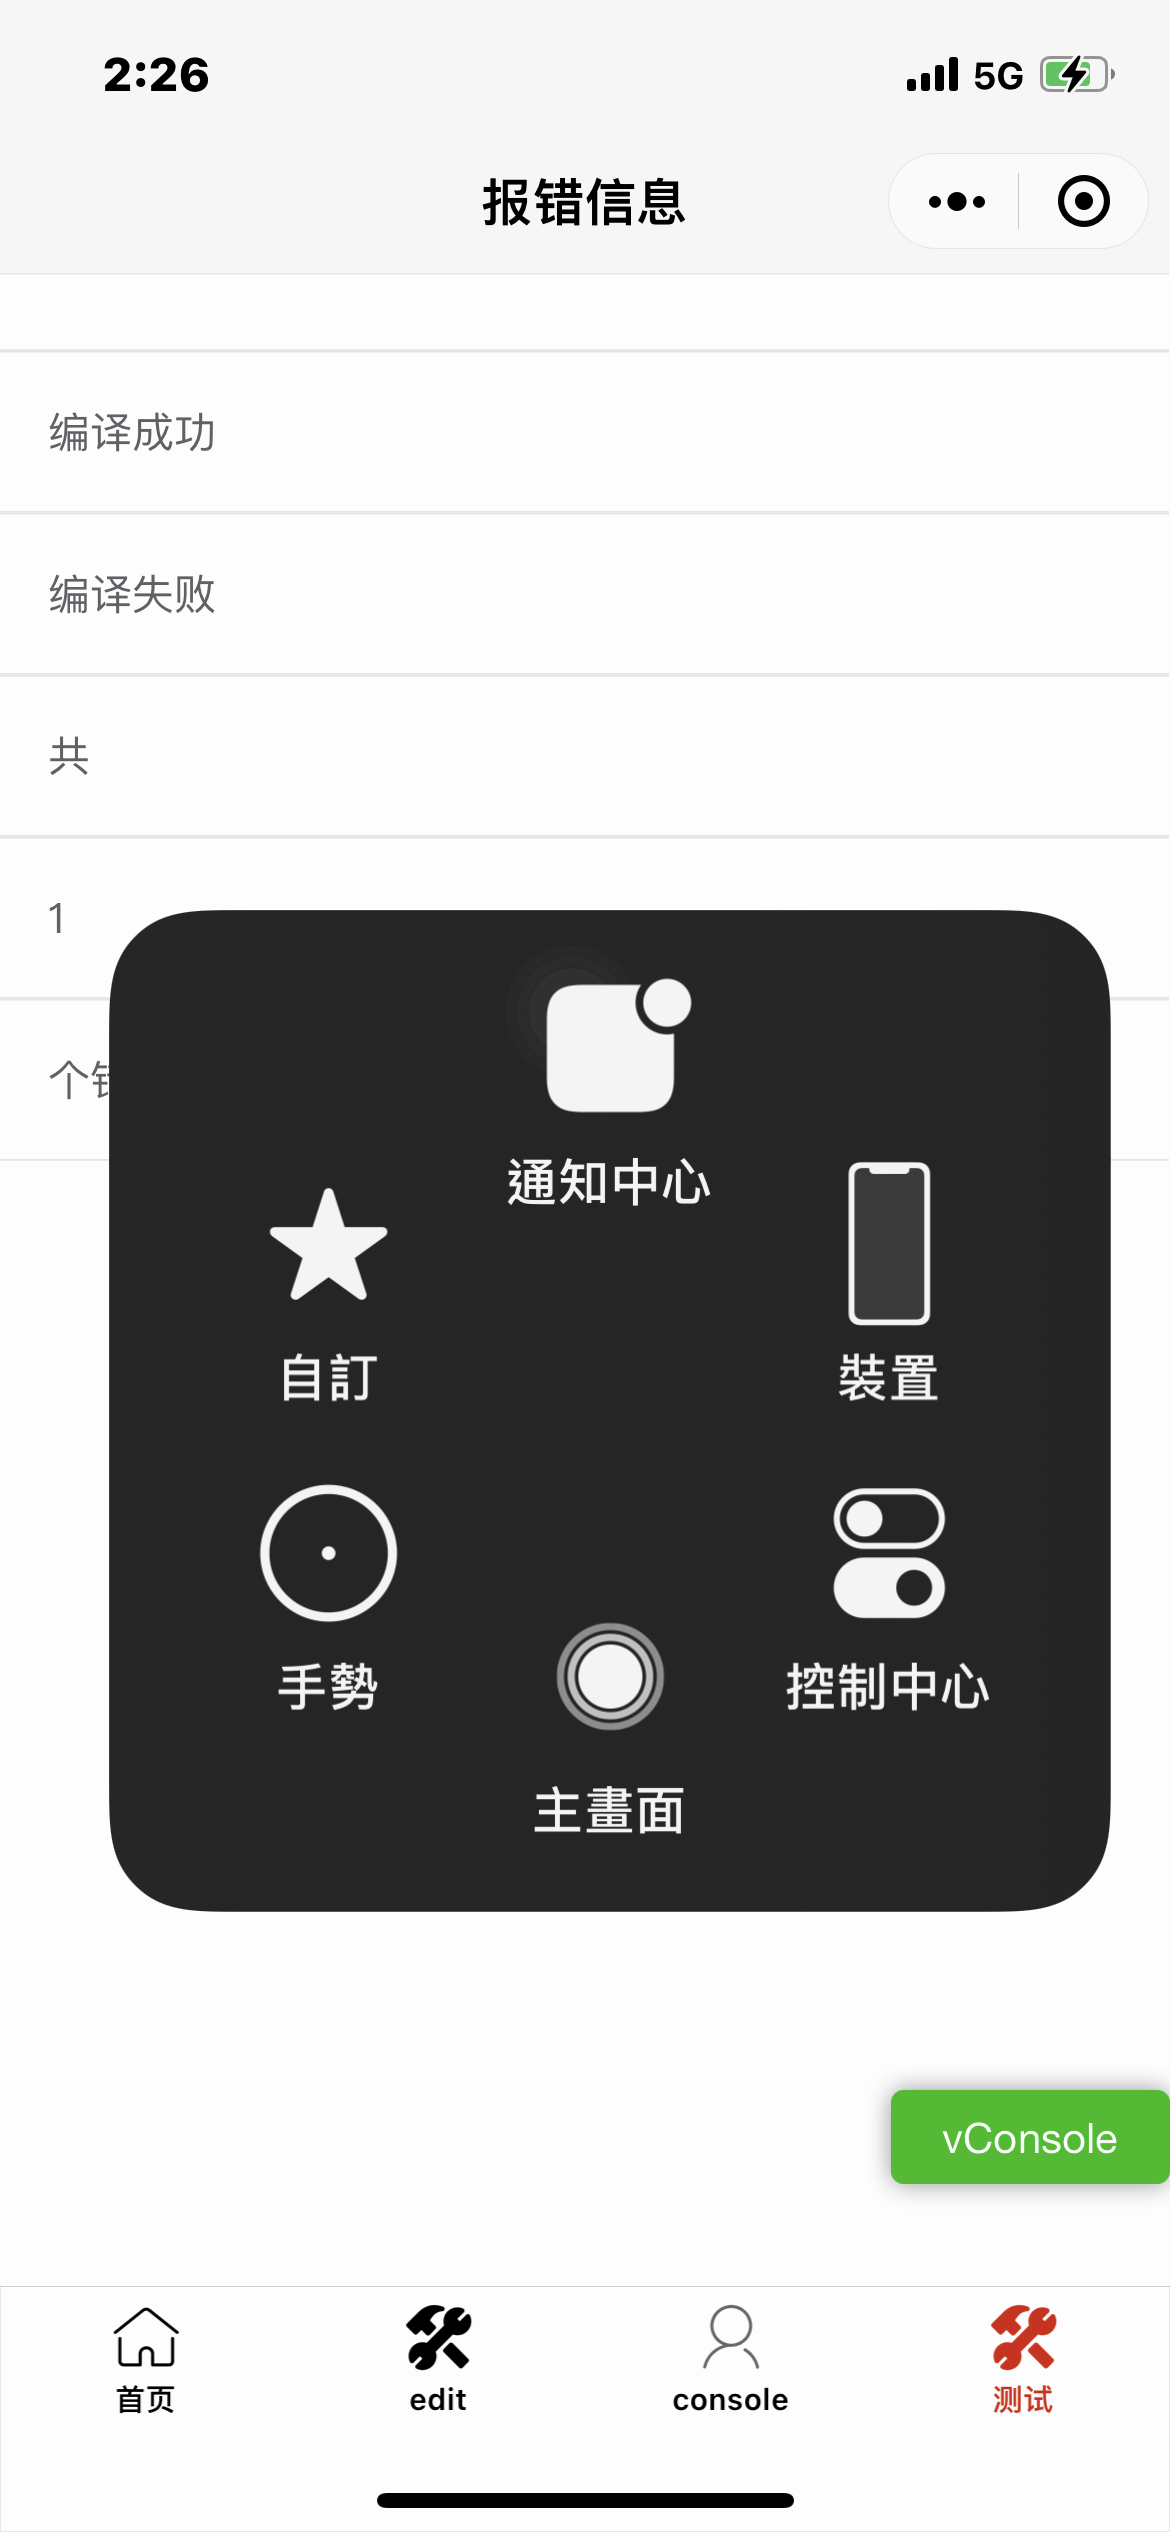 2:26
5G
报错信息
编译成功
编译失败
共
1
个
通知中心
自訂
裝置
手勢
控制中心
主畫面
vConsole
首页
edit
console
测试